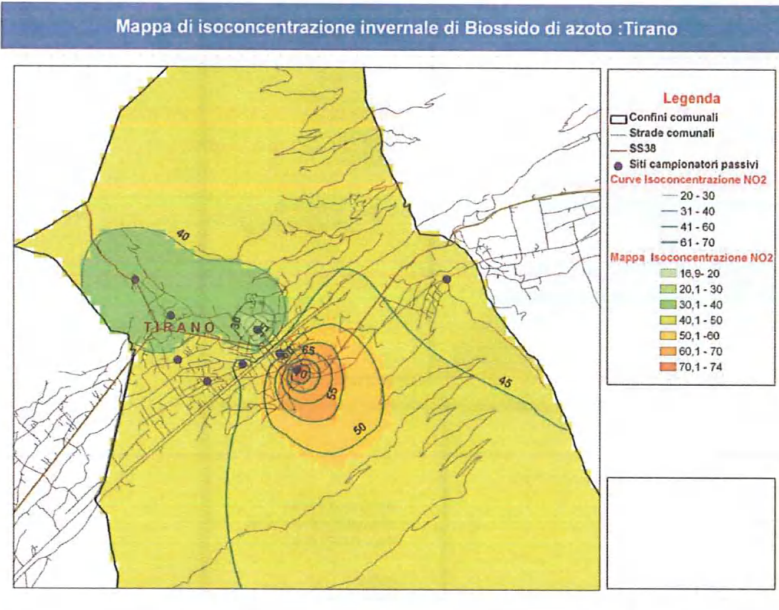 Mappa di isoconcentrazione invernale di Biossido di azoto :Tirano
40
TIRANO
30
65
70
55
50
45
Legenda
Confini comunali
Strade comunali
SS38
Siti campionatori passivi
Curve Isoconcentrazione NO2
20 - 30
31 - 40
41 - 60
61 - 70
Mappa Isoconcentrazione NO2
16,9- 20
20,1 - 30
30,1 - 40
40,1 - 50
50,1 -60
60,1 - 70
70,1 - 74